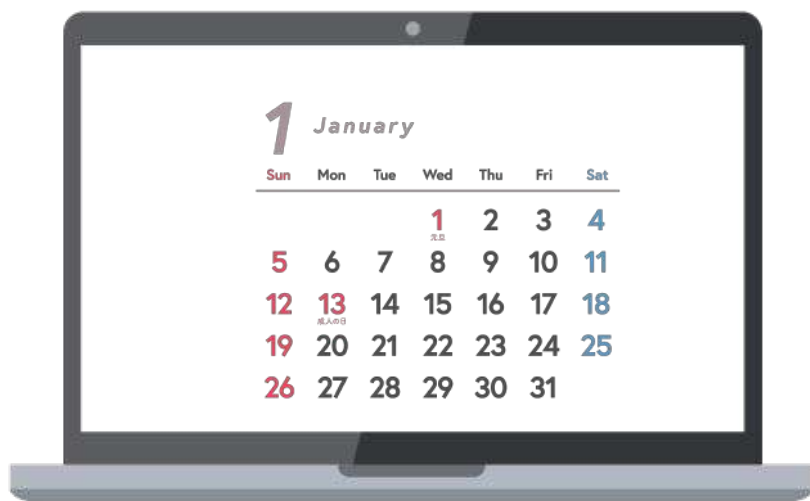 1 January
Sun Mon Tue Wed Thu Fri Sat
1 2 3 4
元旦
5 6 7 8 9 10 11
12 13 14 15 16 17 18
成人の日
19 20 21 22 23 24 25
26 27 28 29 30 31